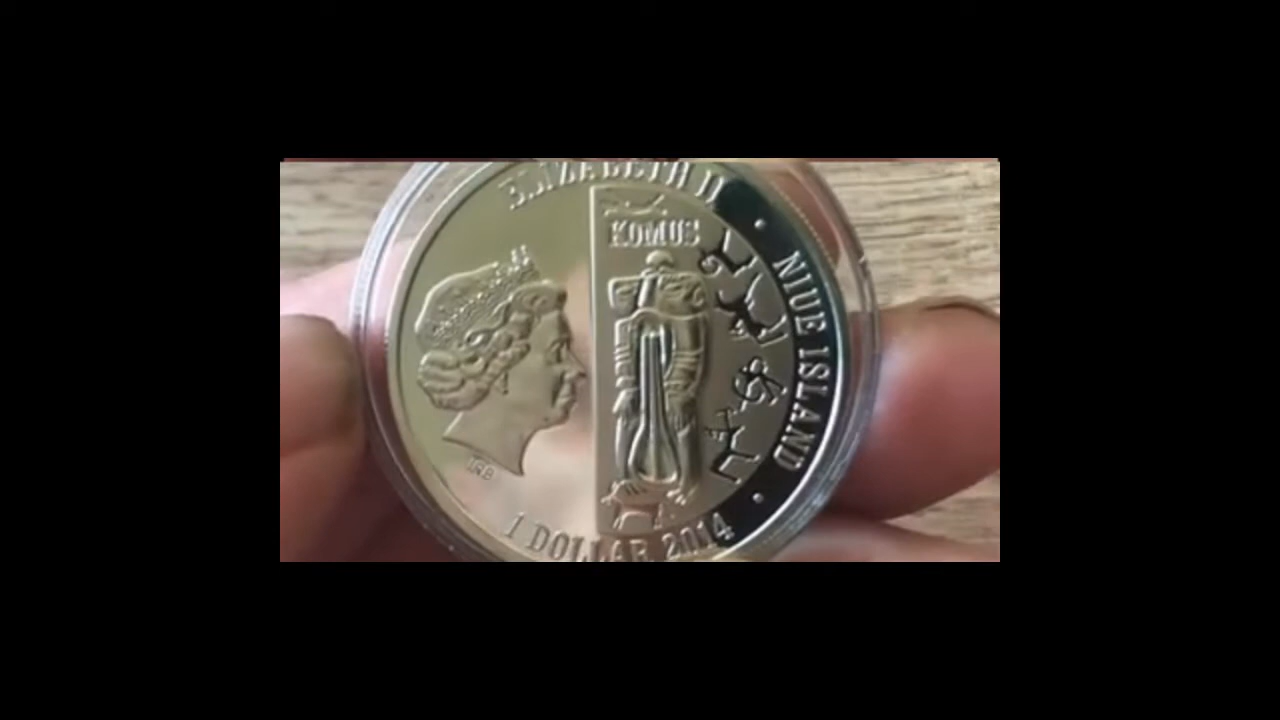 ELIZABETH II
KOMUS
NIUE ISLAND
IRB
1 DOLLAR 2014